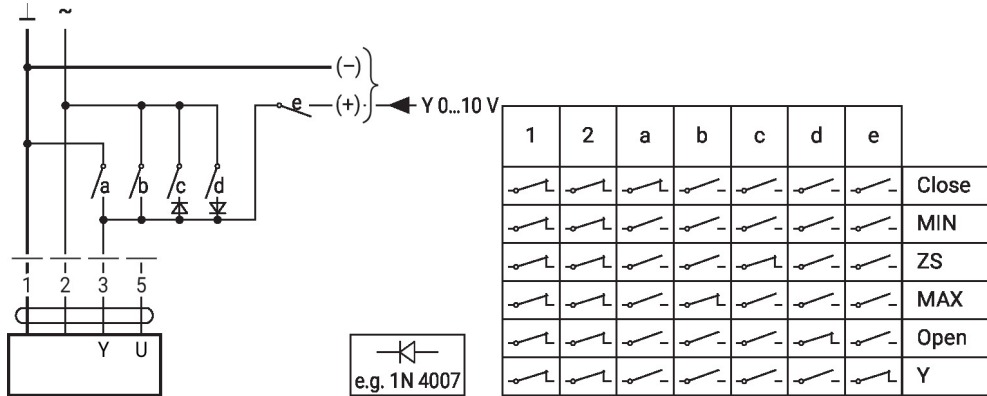 ⊥ ~
(–)
e (+) Y 0...10 V
a b c d
1 2 3 5
Y U
e.g. 1N 4007
1 2 a b c d e
Close
MIN
ZS
MAX
Open
Y